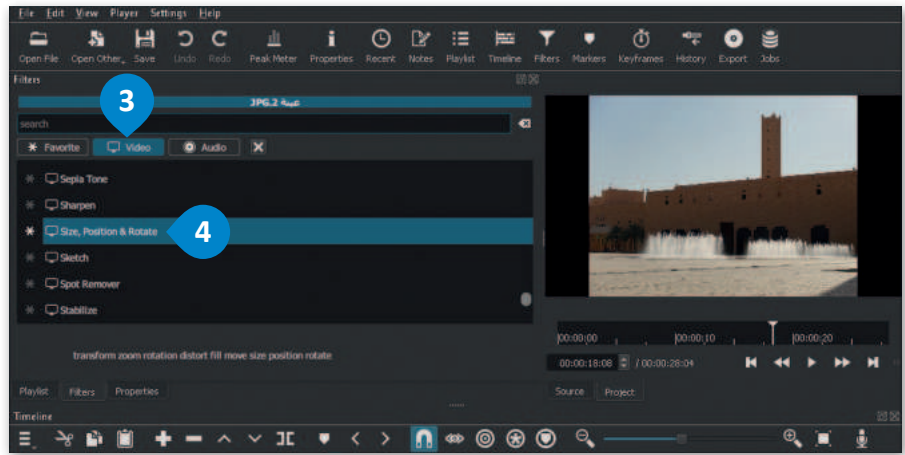 File Edit View Player Settings Help
Open File Open Other... Save Undo Redo Peak Meter Properties Recent Notes Playlist Timeline Filters Markers Keyframes History Export Jobs
Filters
عينة 2.JPG
3
search
Favorite Video Audio
Sepia Tone
Sharpen
Size, Position & Rotate
4
Sketch
Spot Remover
Stabilize
transform zoom rotation distort fill move size position rotate
00:00:00 00:00:10 00:00:20
00:00:18:08 / 00:00:28:04
Playlist Filters Properties
Source Project
Timeline